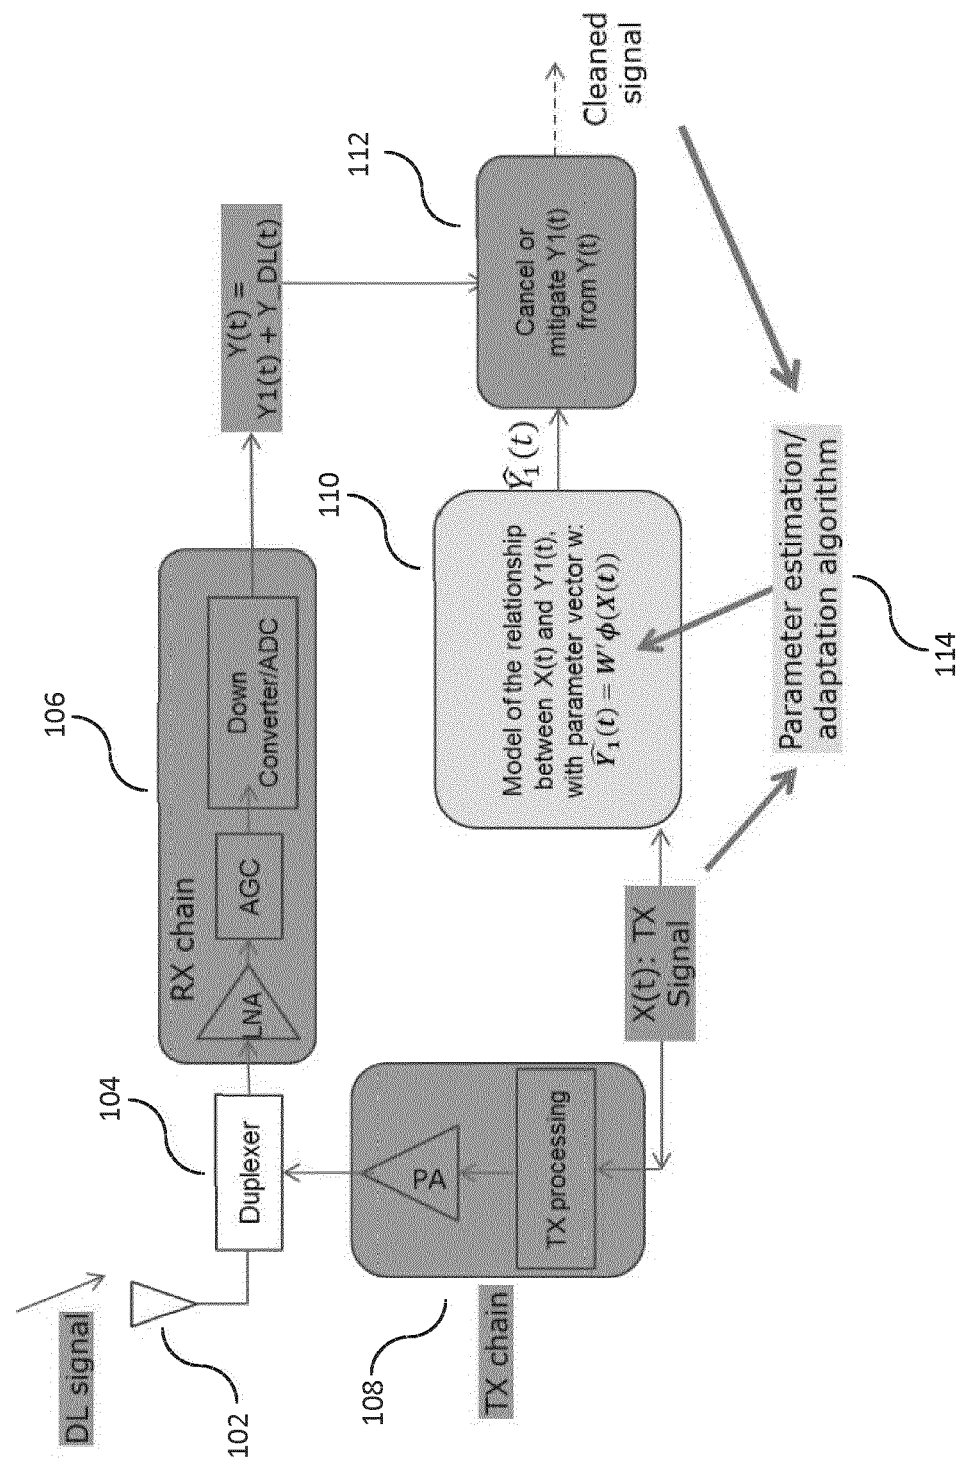 DL signal
102
Duplexer
104
RX chain
LNA
AGC
Down
Converter/ADC
106
Y(t) =
Y1(t) + Y_DL(t)
TX chain
108
PA
TX processing
X(t): TX
Signal
Model of the relationship
between X(t) and Y1(t),
with parameter vector w:
Ŷ₁(t) = W'ϕ(X(t))
110
Ŷ₁(t)
Cancel or
mitigate Y1(t)
from Y(t)
112
Cleaned
signal
Parameter estimation/
adaptation algorithm
114